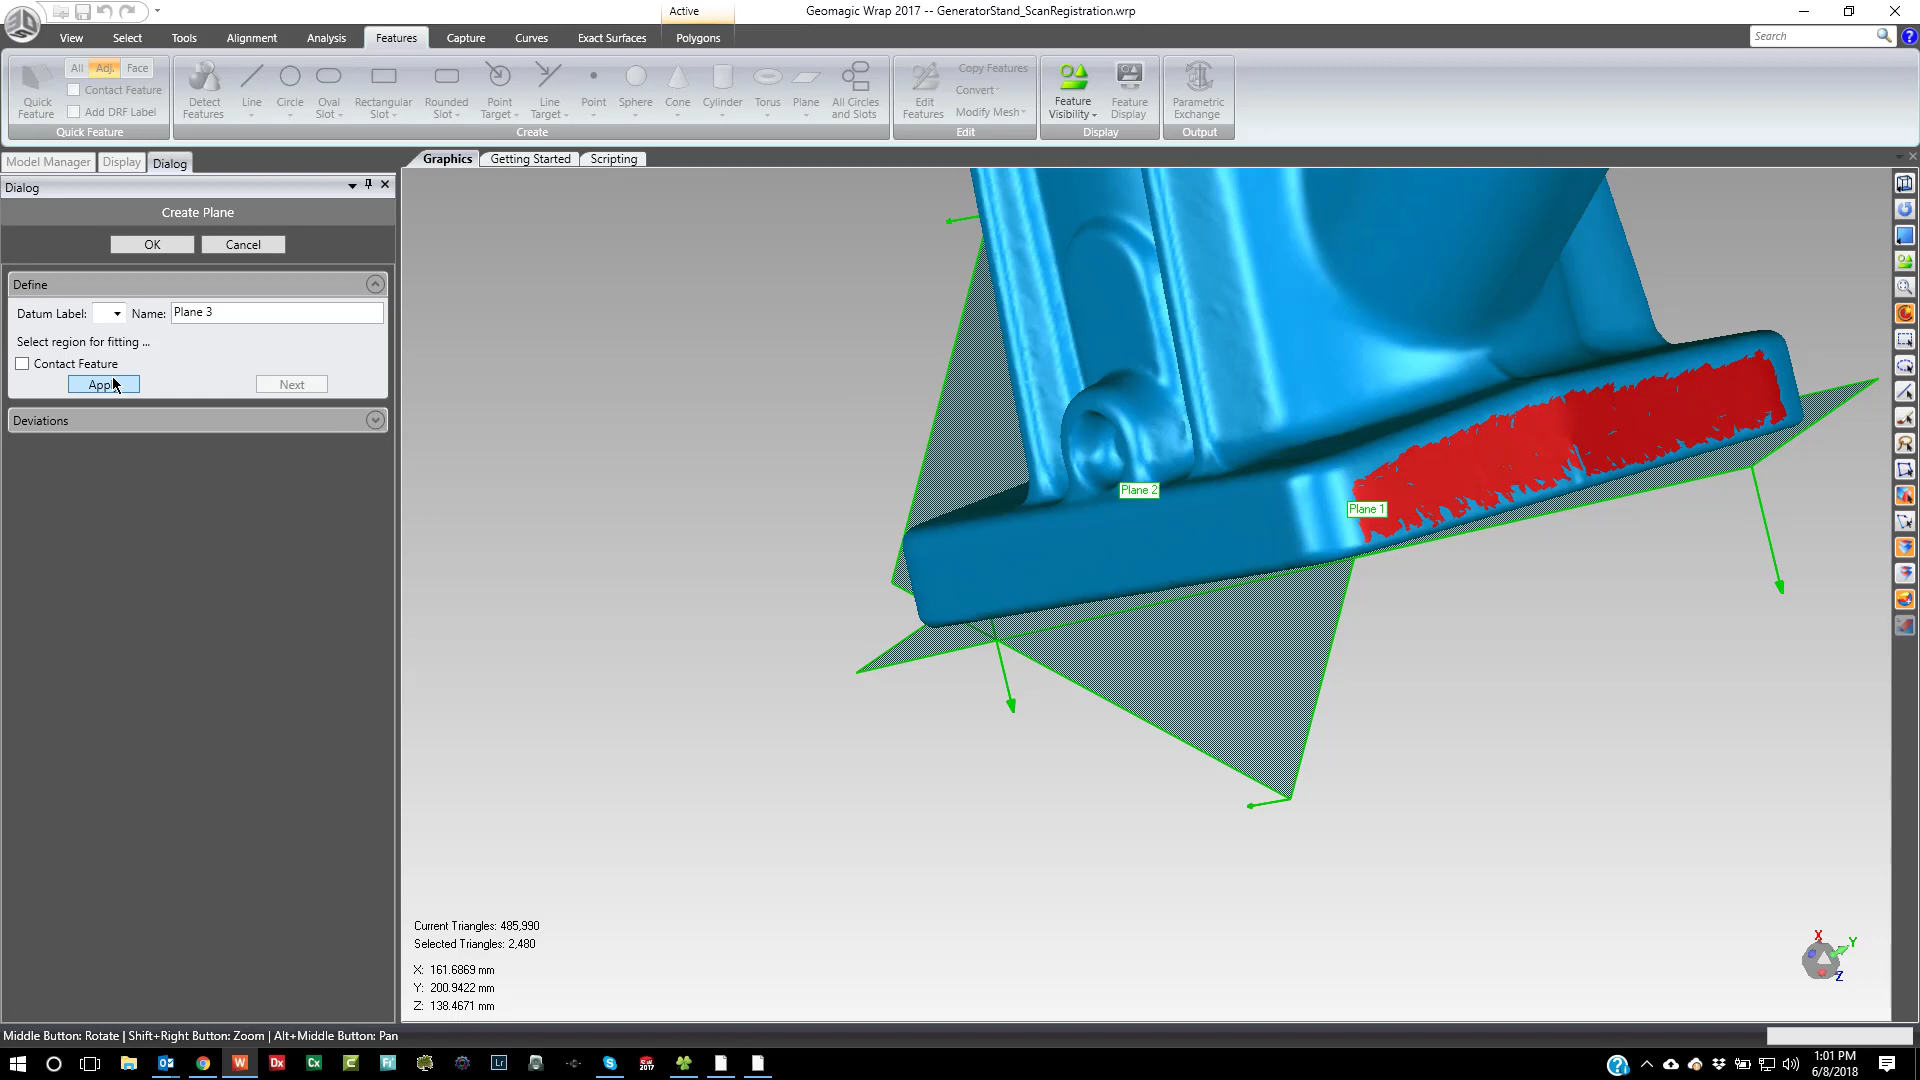 Active
Geomagic Wrap 2017 -- GeneratorStand_ScanRegistration.wrp
View Select Tools Alignment Analysis Features Capture Curves Exact Surfaces Polygons
Search
All Adj. Face
Contact Feature
Add DRF Label
Quick Feature
Quick Feature
Detect Features
Line
Circle
Oval Slot
Rectangular Slot
Rounded Slot
Point Target
Line Target
Point
Sphere
Cone
Cylinder
Torus
Plane
All Circles and Slots
Create
Edit Features
Copy Features
Convert
Modify Mesh
Edit
Feature Visibility
Feature Display
Display
Parametric Exchange
Output
Model Manager Display Dialog
Graphics Getting Started Scripting
Dialog
Create Plane
OK Cancel
Define
Datum Label: Name: Plane 3
Select region for fitting ...
Contact Feature
Next
Deviations
Plane 2
Plane 1
Current Triangles: 485,990
Selected Triangles: 2,480
X: 161.6869 mm
Y: 200.9422 mm
Z: 138.4671 mm
X
Y
Z
Middle Button: Rotate | Shift+Right Button: Zoom | Alt+Middle Button: Pan
W Dx Cx C Lr S 2017
1:01 PM
6/8/2018